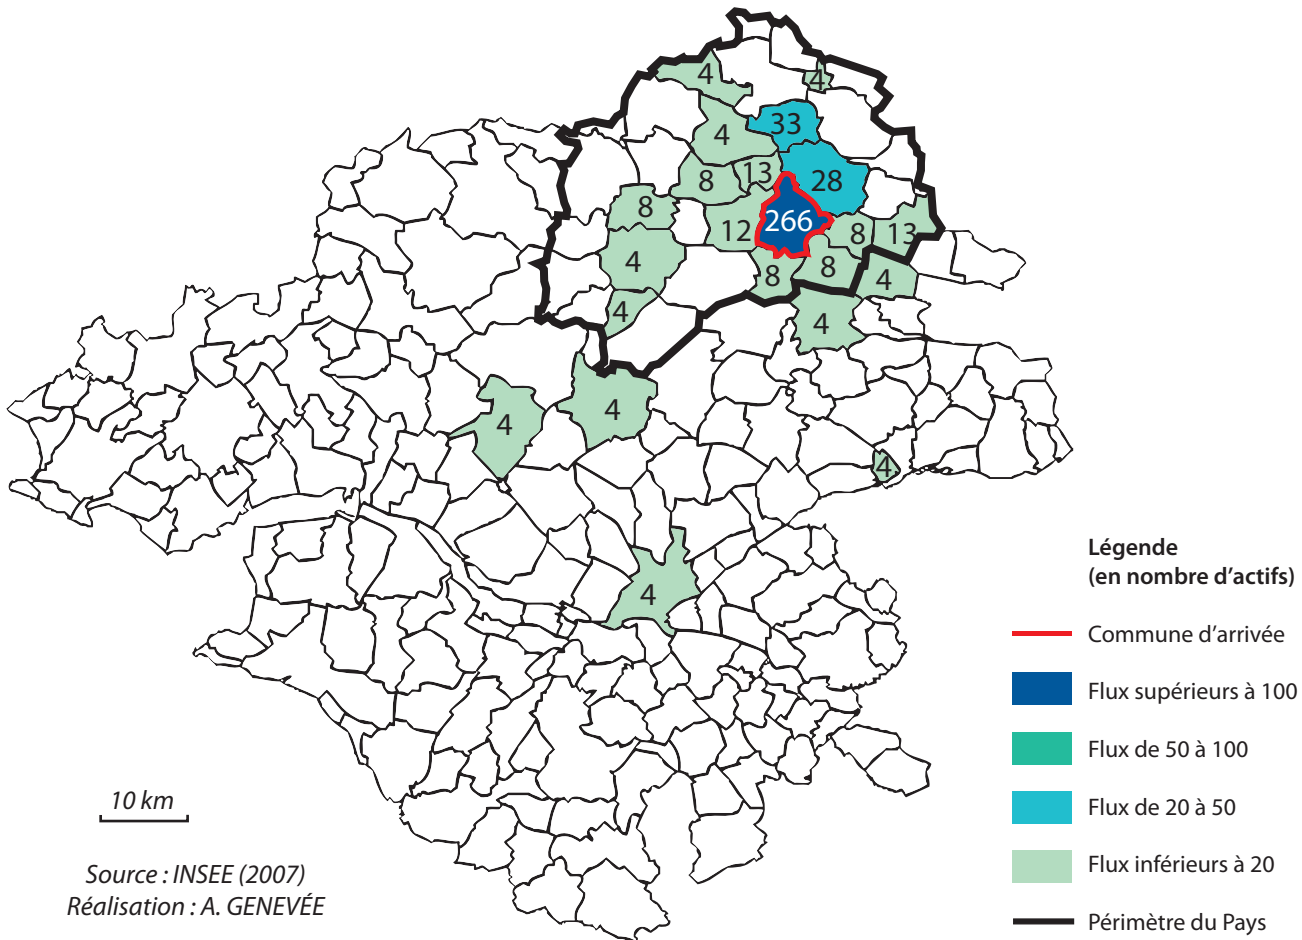 4
4
33
4
8
13
28
8
12
266
8
13
4
8
8
4
4
4
4
4
4
4
Légende
(en nombre d'actifs)
Commune d'arrivée
Flux supérieurs à 100
Flux de 50 à 100
Flux de 20 à 50
Flux inférieurs à 20
Périmètre du Pays
10 km
Source : INSEE (2007)
Réalisation : A. GENEVÉE